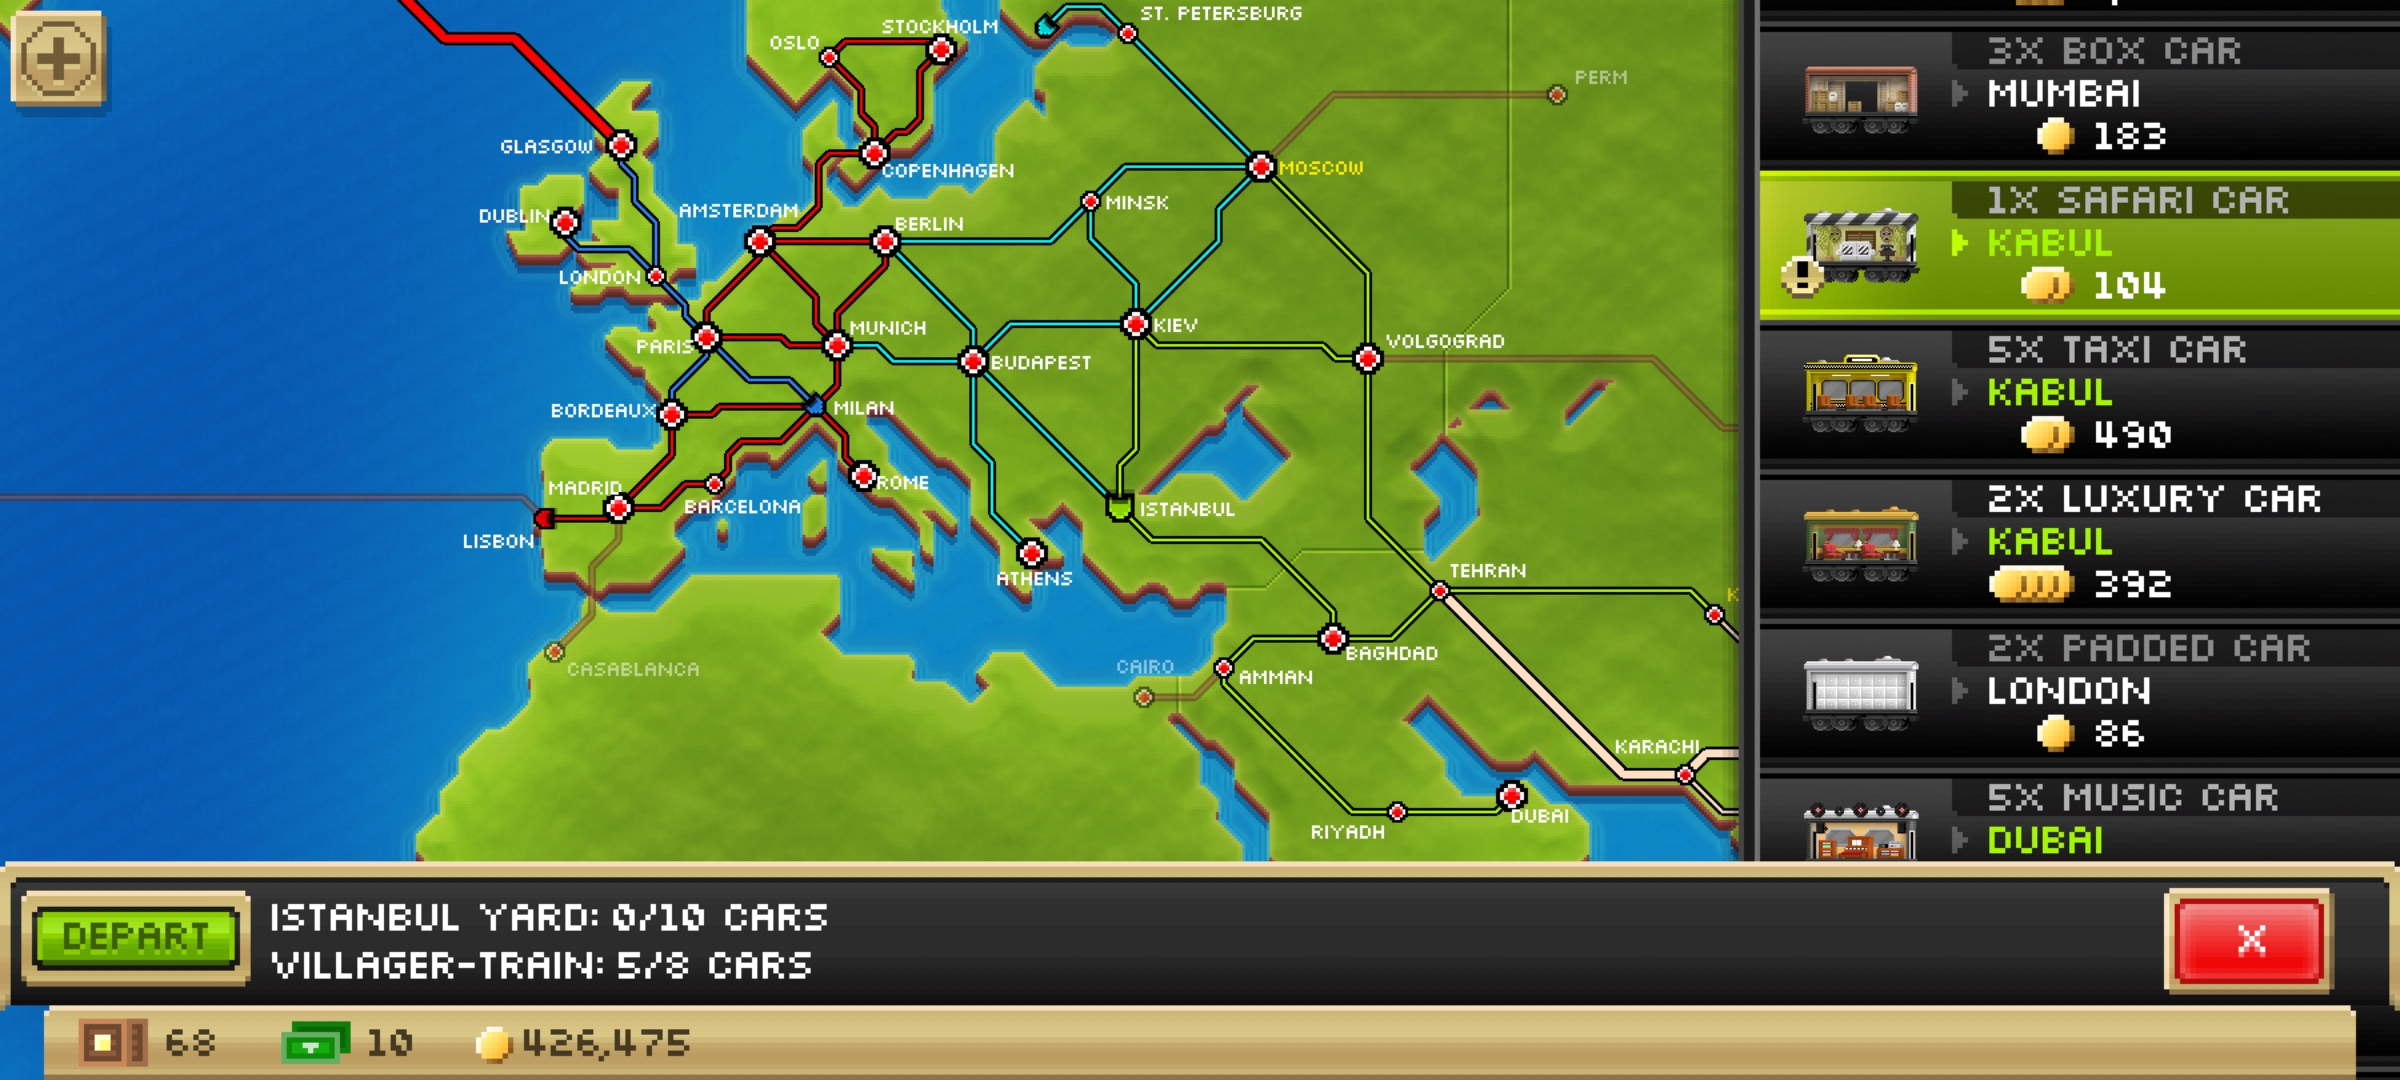 ST. PETERSBURG
STOCKHOLM
OSLO
PERM
GLASGOW
COPENHAGEN
MOSCOW
MINSK
DUBLIN
AMSTERDAM
BERLIN
LONDON
MUNICH
KIEV
PARIS
BUDAPEST
VOLGOGRAD
BORDEAUX
MILAN
MADRID
ROME
BARCELONA
ISTANBUL
LISBON
ATHENS
TEHRAN
K
BAGHDAD
CASABLANCA
CAIRO
AMMAN
KARACHI
RIYADH
DUBAI
3X BOX CAR
MUMBAI
183
1X SAFARI CAR
KABUL
104
5X TAXI CAR
KABUL
490
2X LUXURY CAR
KABUL
392
2X PADDED CAR
LONDON
86
5X MUSIC CAR
DUBAI
DEPART
ISTANBUL YARD: 0/10 CARS
VILLAGER-TRAIN: 5/8 CARS
X
68
10
426,475